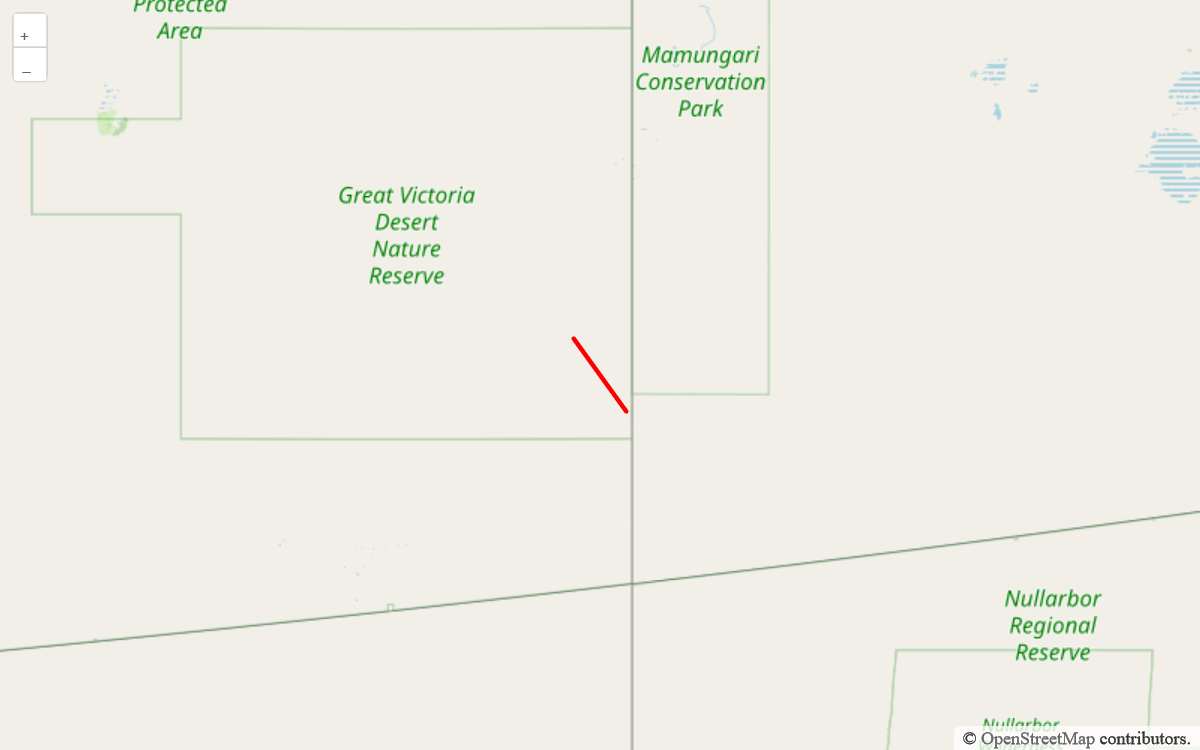 Protected
Area
+
–
Mamungari
Conservation
Park
Great Victoria
Desert
Nature
Reserve
Nullarbor
Regional
Reserve
Nullarbor
© OpenStreetMap contributors.